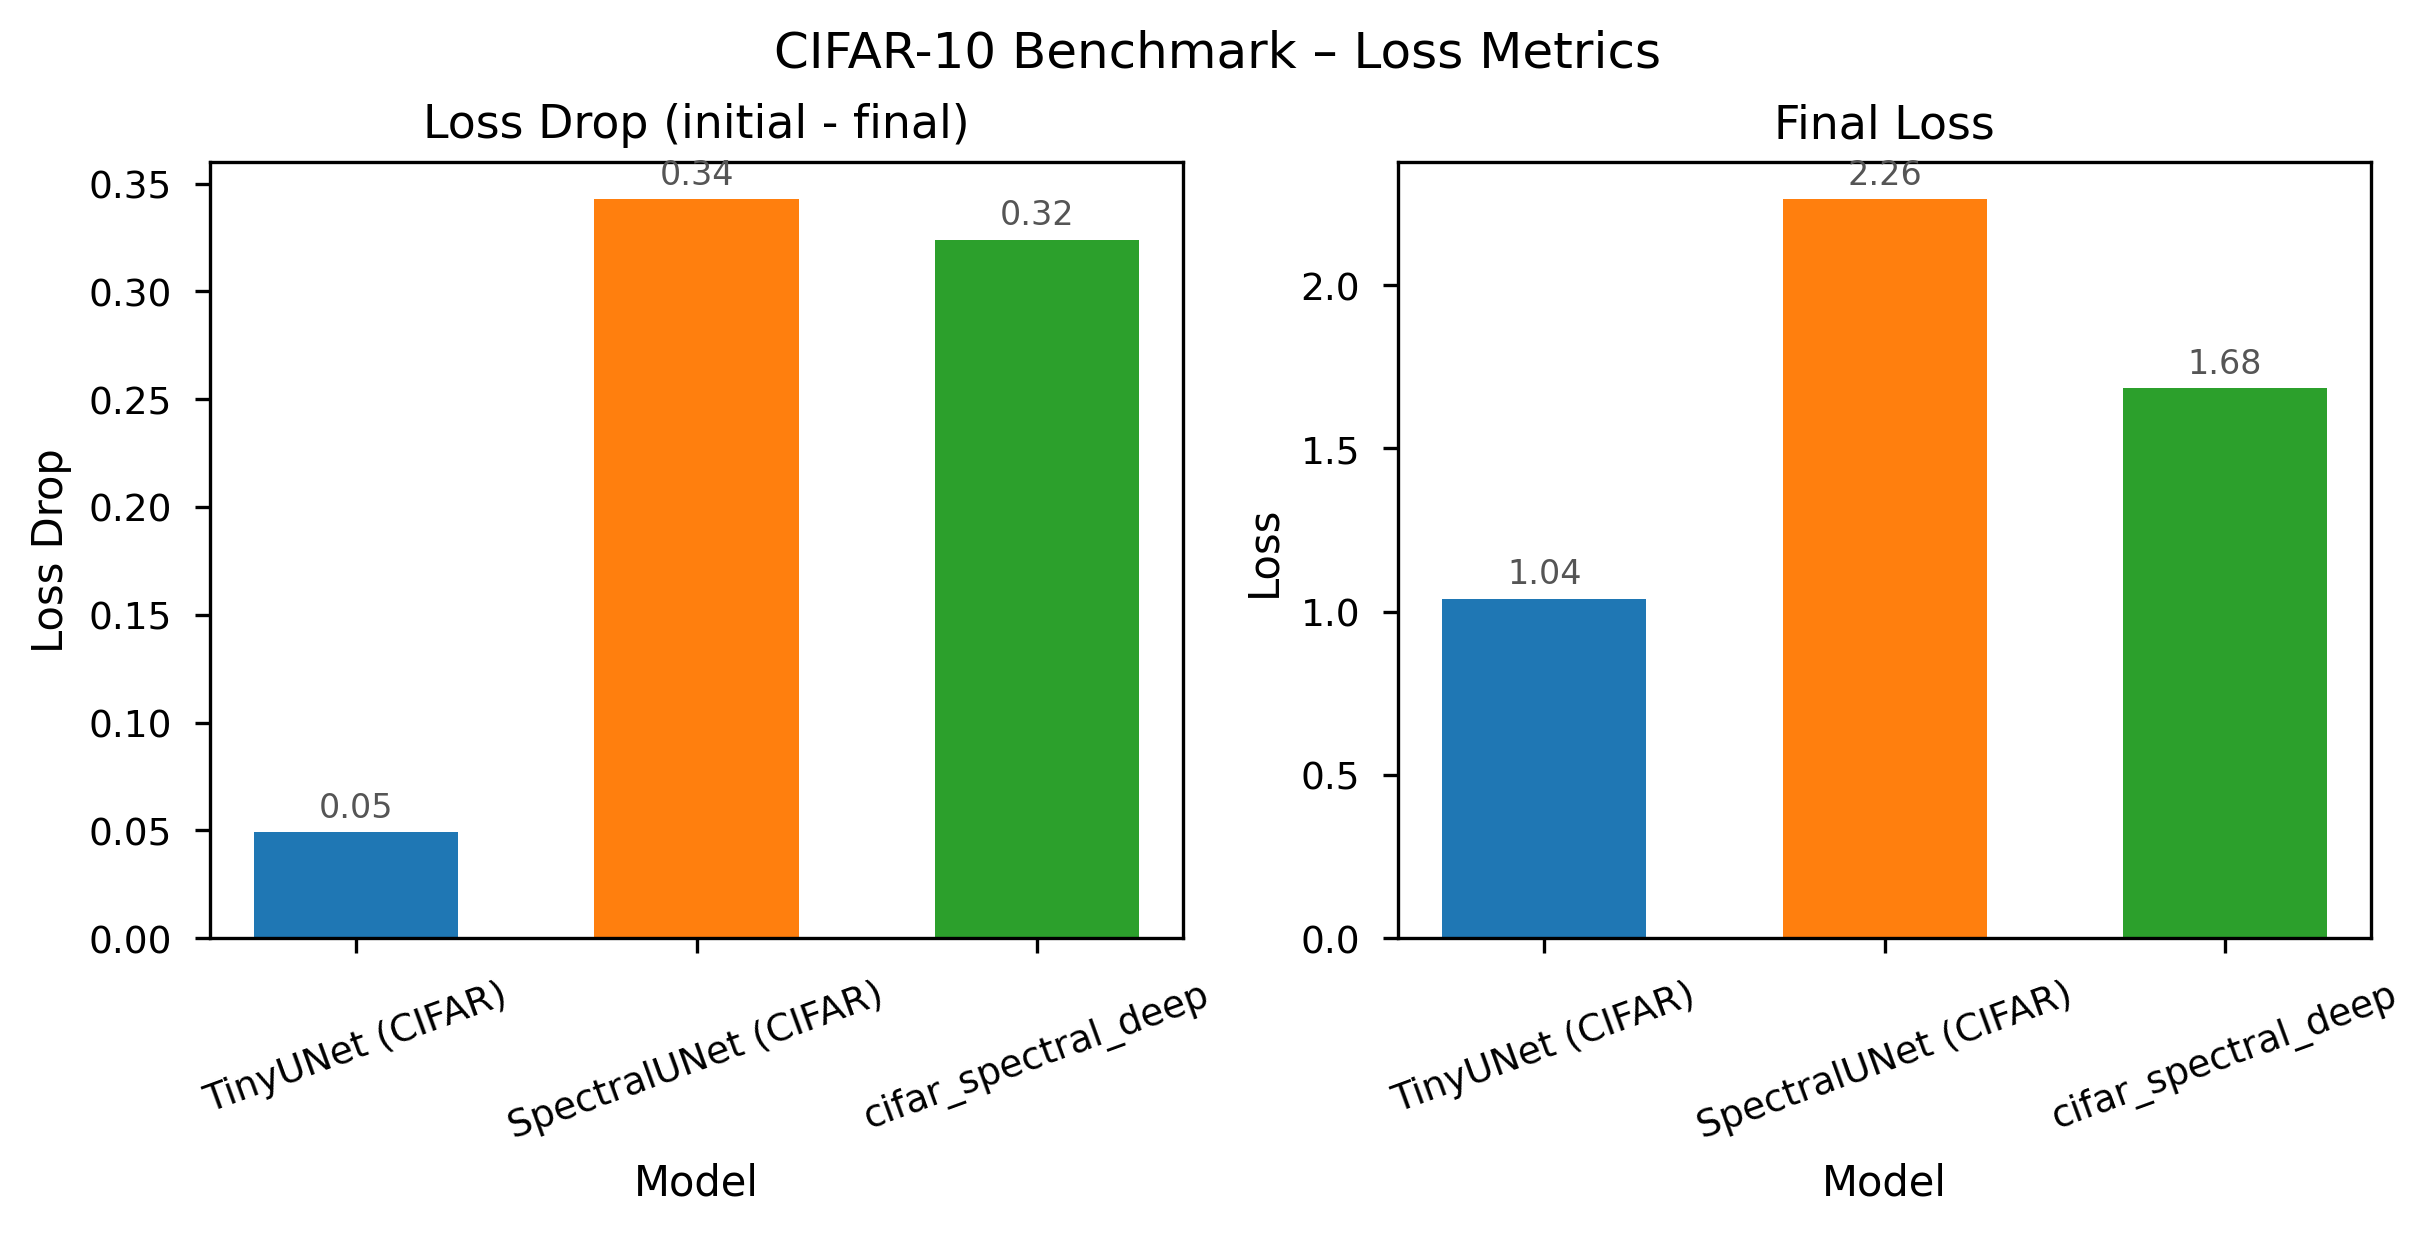 CIFAR-10 Benchmark – Loss Metrics
Loss Drop (initial - final)
Loss Drop
0.35
0.30
0.25
0.20
0.15
0.10
0.05
0.00
0.05
0.34
0.32
TinyUNet (CIFAR)
SpectralUNet (CIFAR)
cifar_spectral_deep
Model
Final Loss
Loss
2.0
1.5
1.0
0.5
0.0
1.04
2.26
1.68
TinyUNet (CIFAR)
SpectralUNet (CIFAR)
cifar_spectral_deep
Model